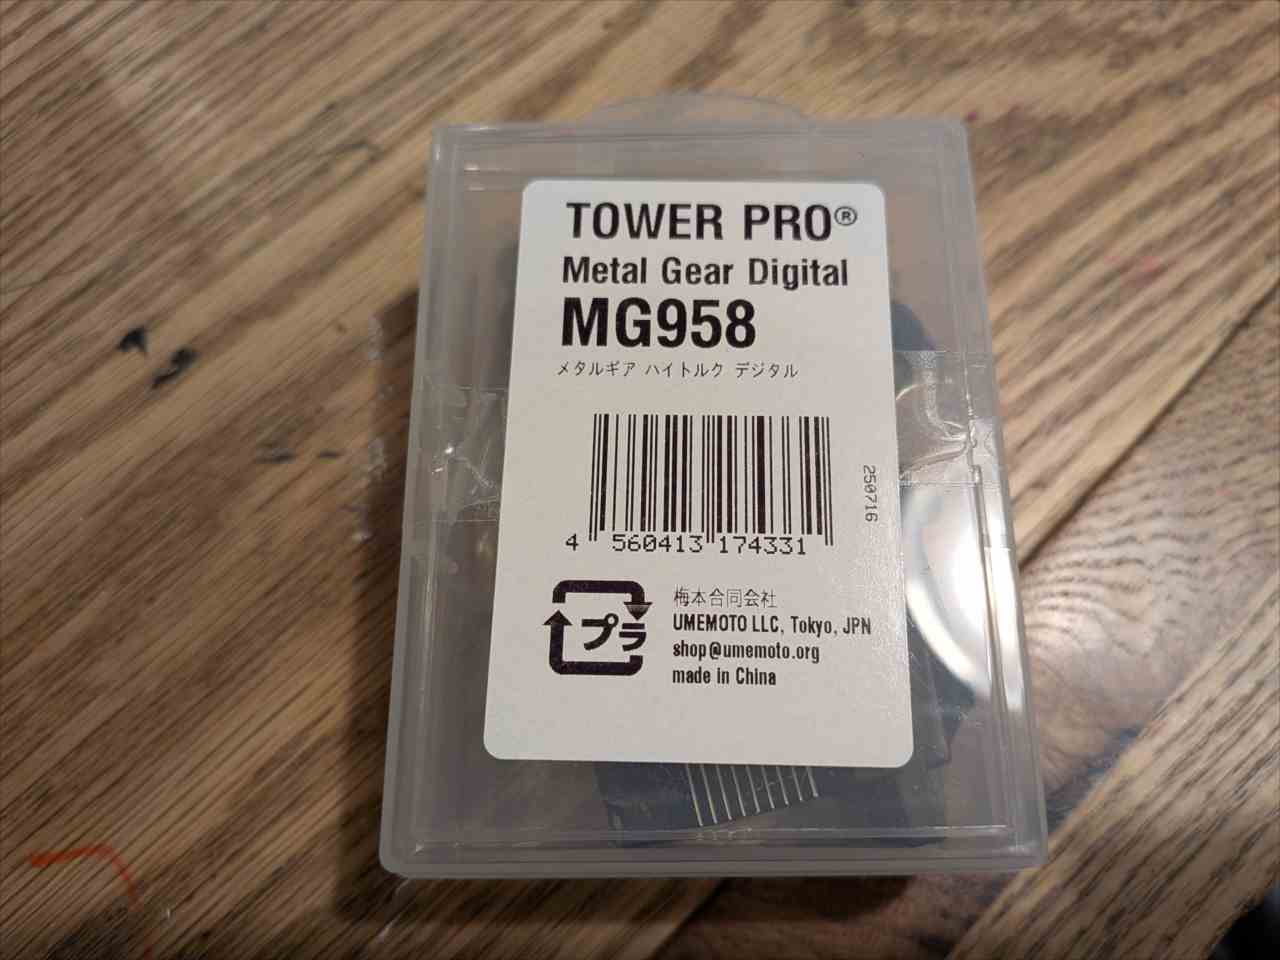 TOWER PRO®
Metal Gear Digital
MG958
メタルギア ハイトルク デジタル
250716
4 560413 174331
プラ
梅本合同会社
UMEMOTO LLC, Tokyo, JPN
shop@umemoto.org
made in China